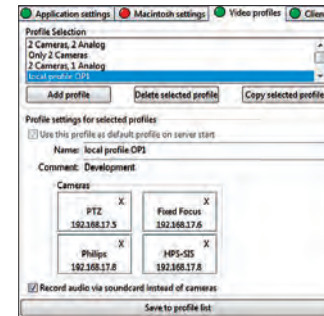 Application settings Macintosh settings Video profiles Clien
Profile Selection
2 Cameras, 2 Analog
Only 2 Cameras
2 Cameras, 1 Analog
local profile OP1
Add profile Delete selected profile Copy selected profile
Profile settings for selected profiles
Use this profile as default profile on server start
Name: local profile OP1
Comment: Development
Cameras
X X
PTZ Fixed Focus
192.168.17.5 192.168.17.6
X X
Philips HPS-SIS
192.168.17.8 192.168.17.8
Record audio via soundcard instead of cameras
Save to profile list